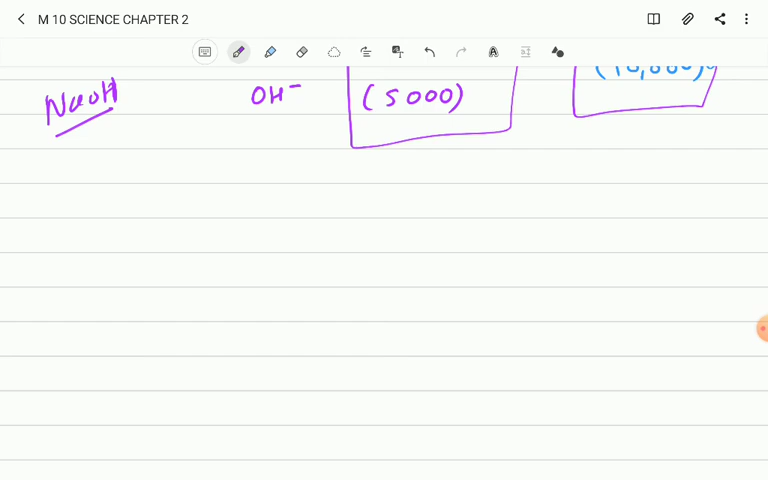 M 10 SCIENCE CHAPTER 2
NaOH OH⁻ (5000)